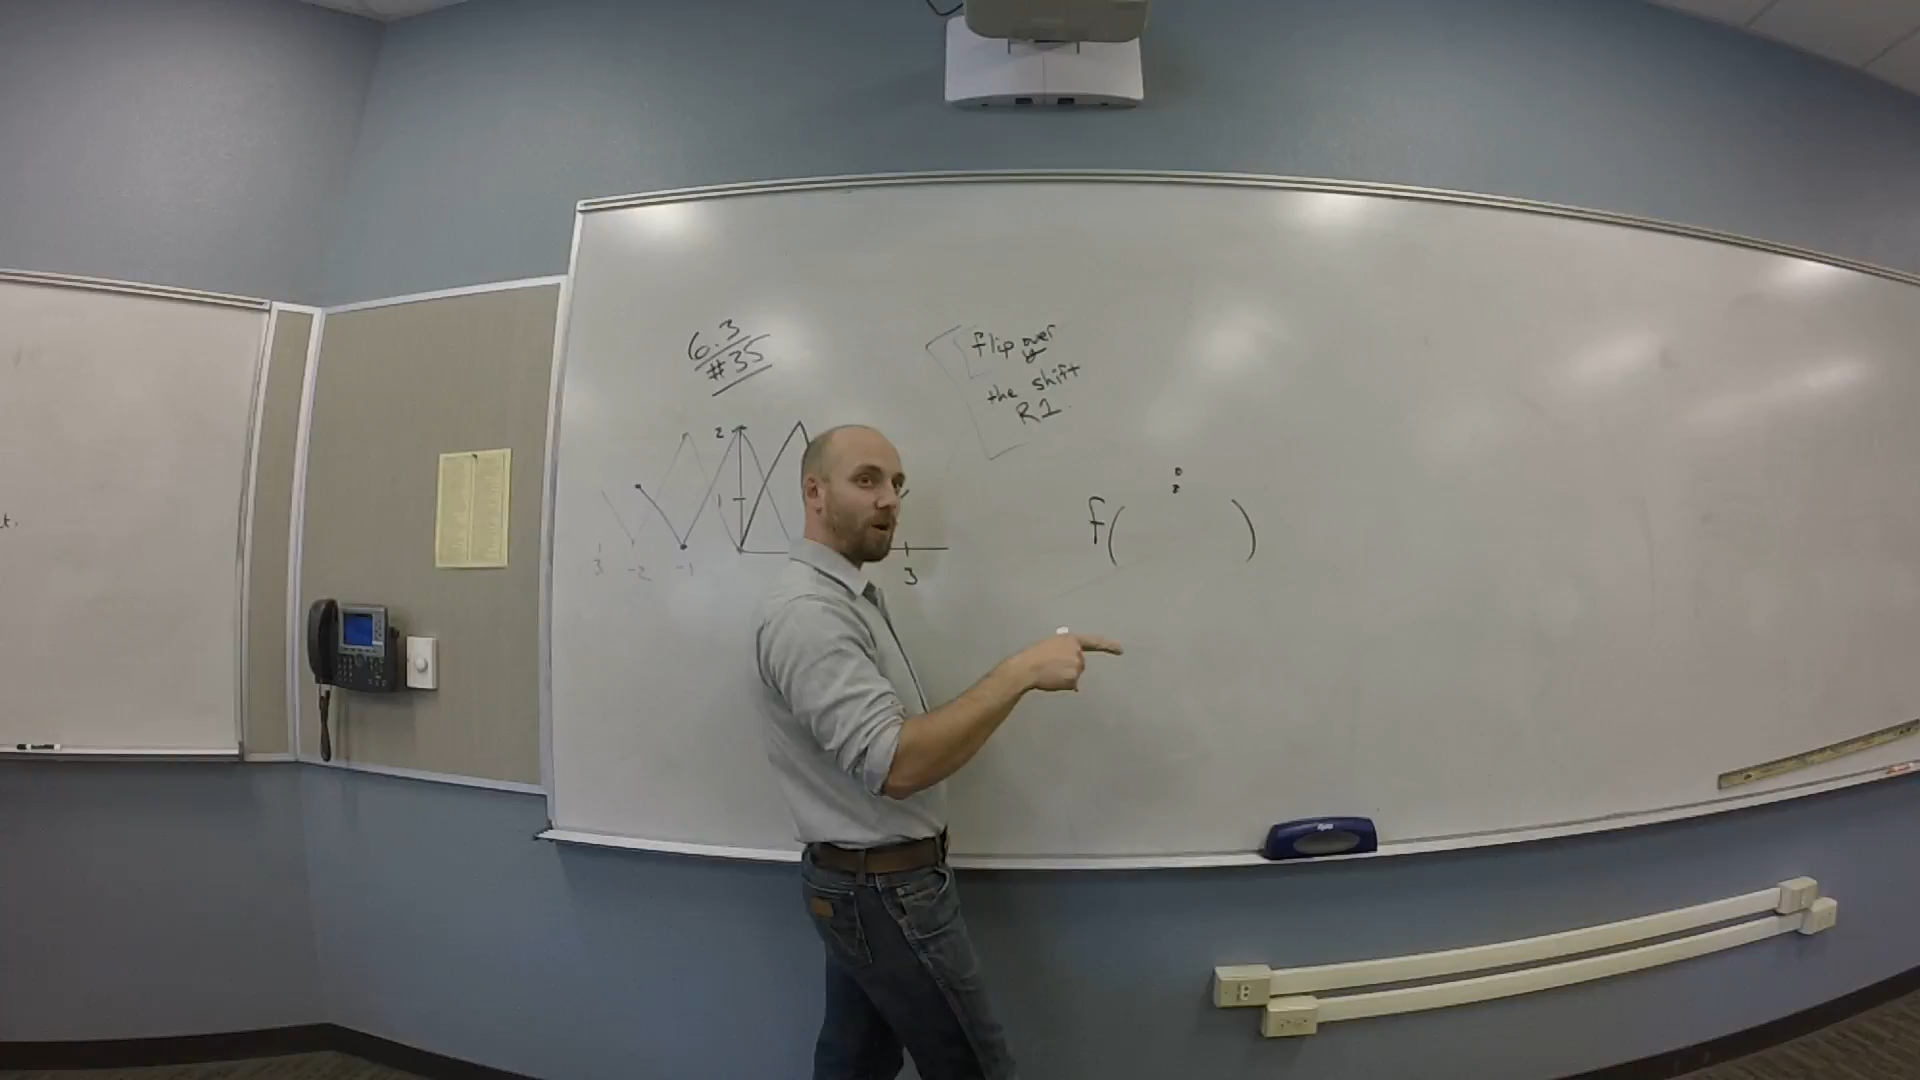 6.3
#35
flip over
y
the shift
R1.
2
1
3 -2 -1
3
f( )